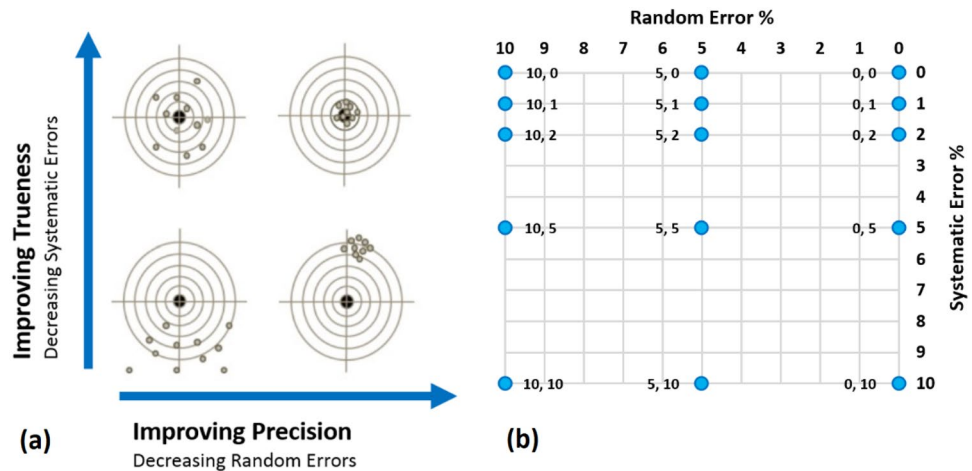 Improving Trueness
Decreasing Systematic Errors
Improving Precision
Decreasing Random Errors
(a)
Random Error %
10 9 8 7 6 5 4 3 2 1 0
10, 0 5, 0 0, 0 0
10, 1 5, 1 0, 1 1
10, 2 5, 2 0, 2 2
3
4
10, 5 5, 5 0, 5 5
6
7
8
9
10, 10 5, 10 0, 10 10
Systematic Error %
(b)